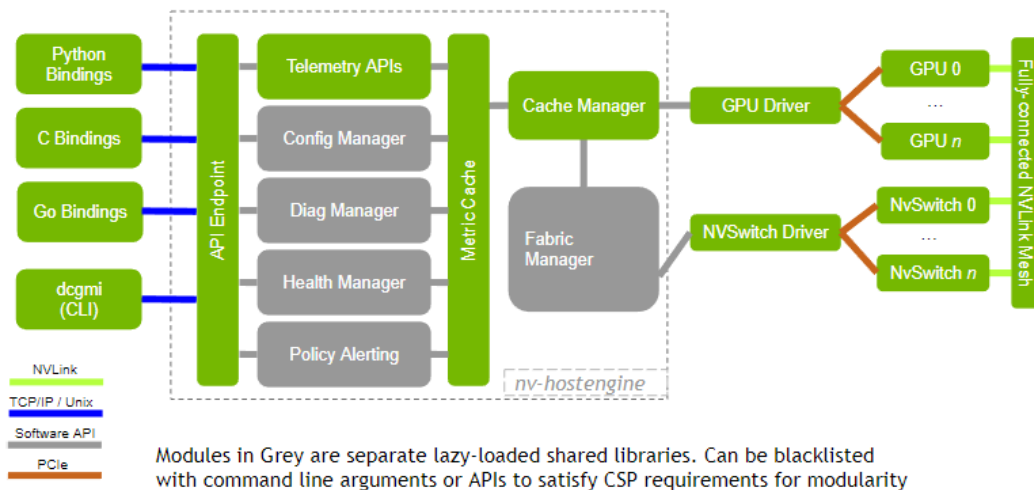 Python
Bindings
C Bindings
Go Bindings
dcgmi
(CLI)
API Endpoint
Telemetry APIs
Config Manager
Diag Manager
Health Manager
Policy Alerting
Metric Cache
Cache Manager
Fabric
Manager
nv-hostengine
GPU Driver
NVSwitch Driver
GPU 0
...
GPU n
NvSwitch 0
...
NvSwitch n
Fully-connected NVLink Mesh
NVLink
TCP/IP / Unix
Software API
PCIe
Modules in Grey are separate lazy-loaded shared libraries. Can be blacklisted
with command line arguments or APIs to satisfy CSP requirements for modularity